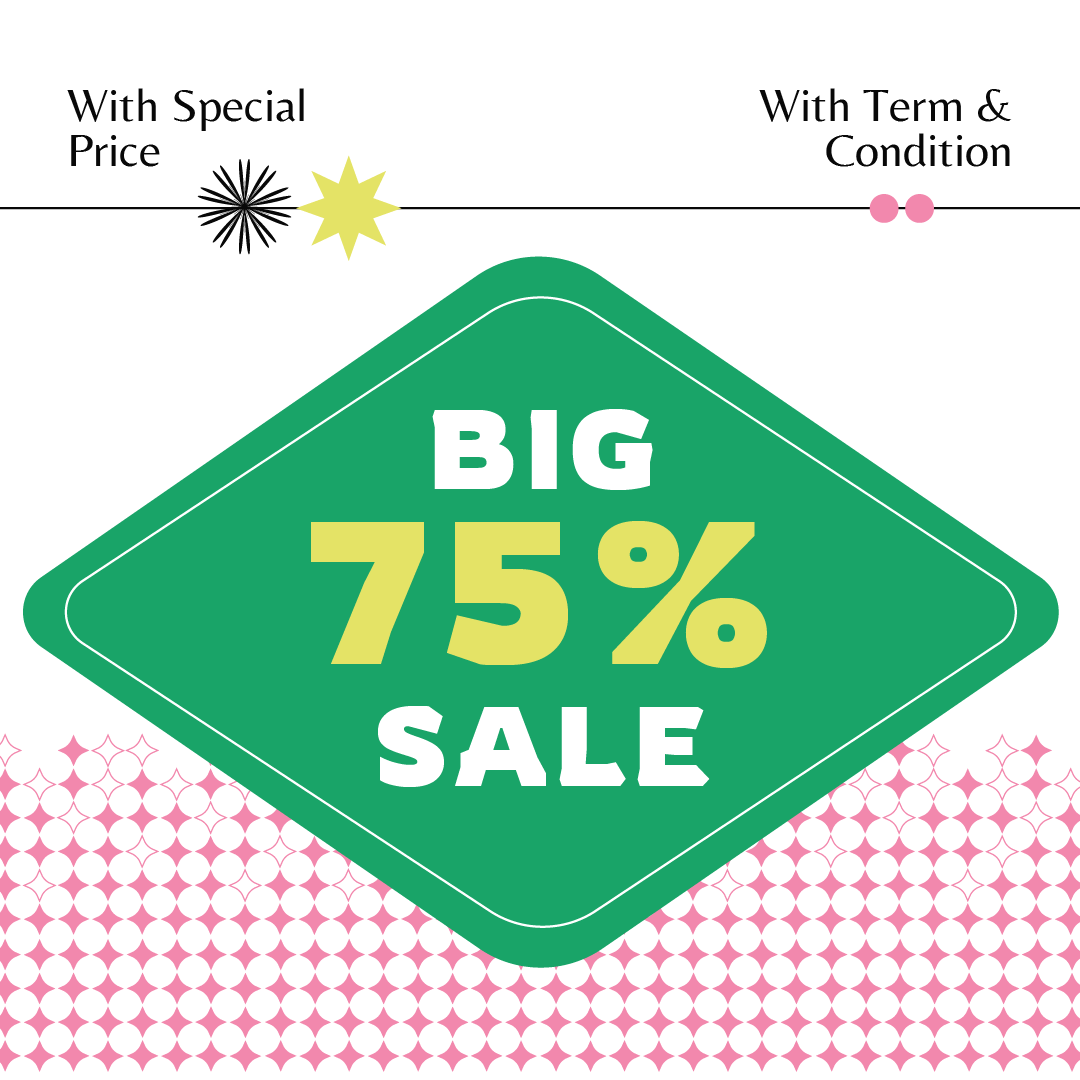 With Special
Price
With Term &
Condition
BIG
75%
SALE